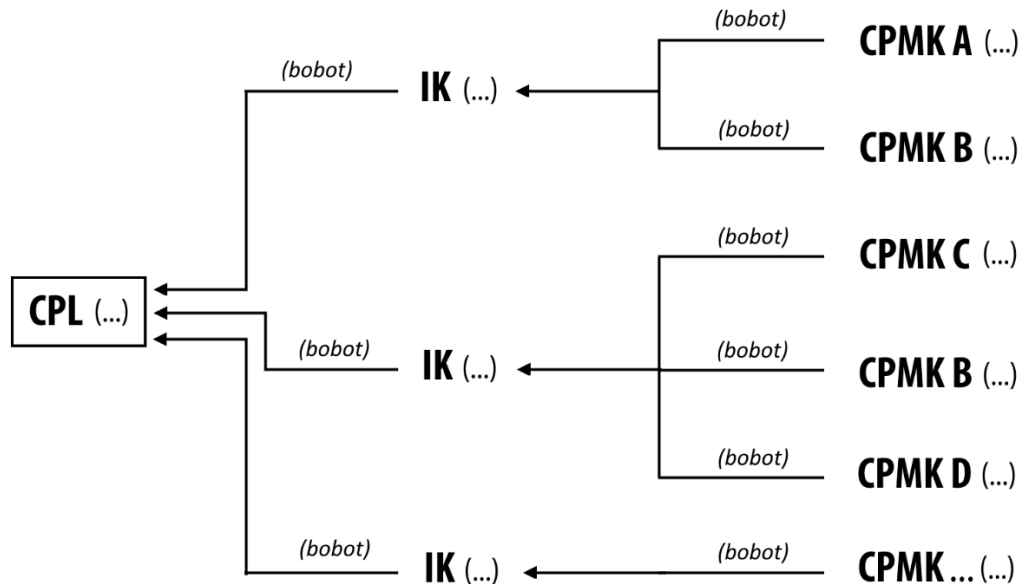 (bobot)
CPMK A (...)
(bobot)
IK (...)
(bobot)
CPMK B (...)
(bobot)
CPMK C (...)
CPL (...)
(bobot)
IK (...)
(bobot)
CPMK B (...)
(bobot)
CPMK D (...)
(bobot)
IK (...)
(bobot)
CPMK ... (...)